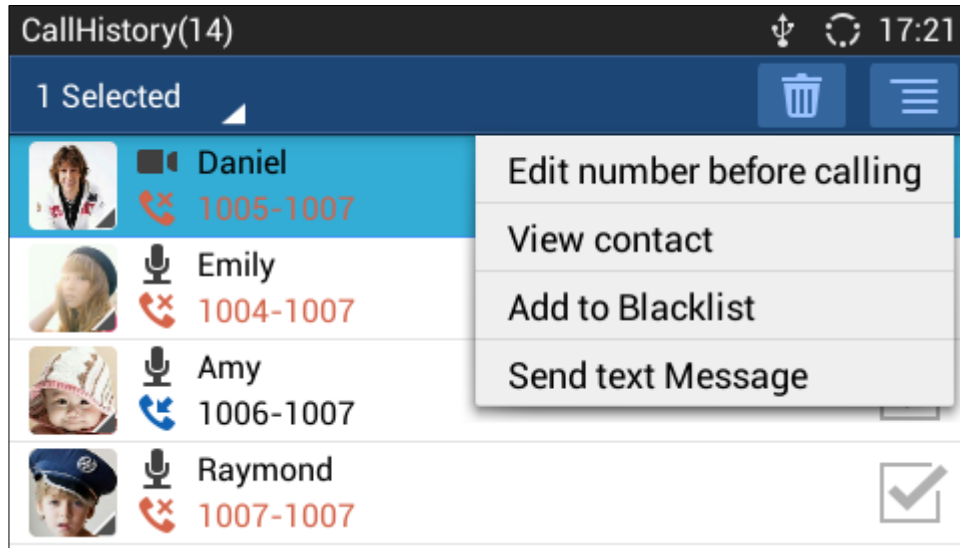 CallHistory(14) 17:21
1 Selected
Daniel
1005-1007
Emily
1004-1007
Amy
1006-1007
Raymond
1007-1007
Edit number before calling
View contact
Add to Blacklist
Send text Message